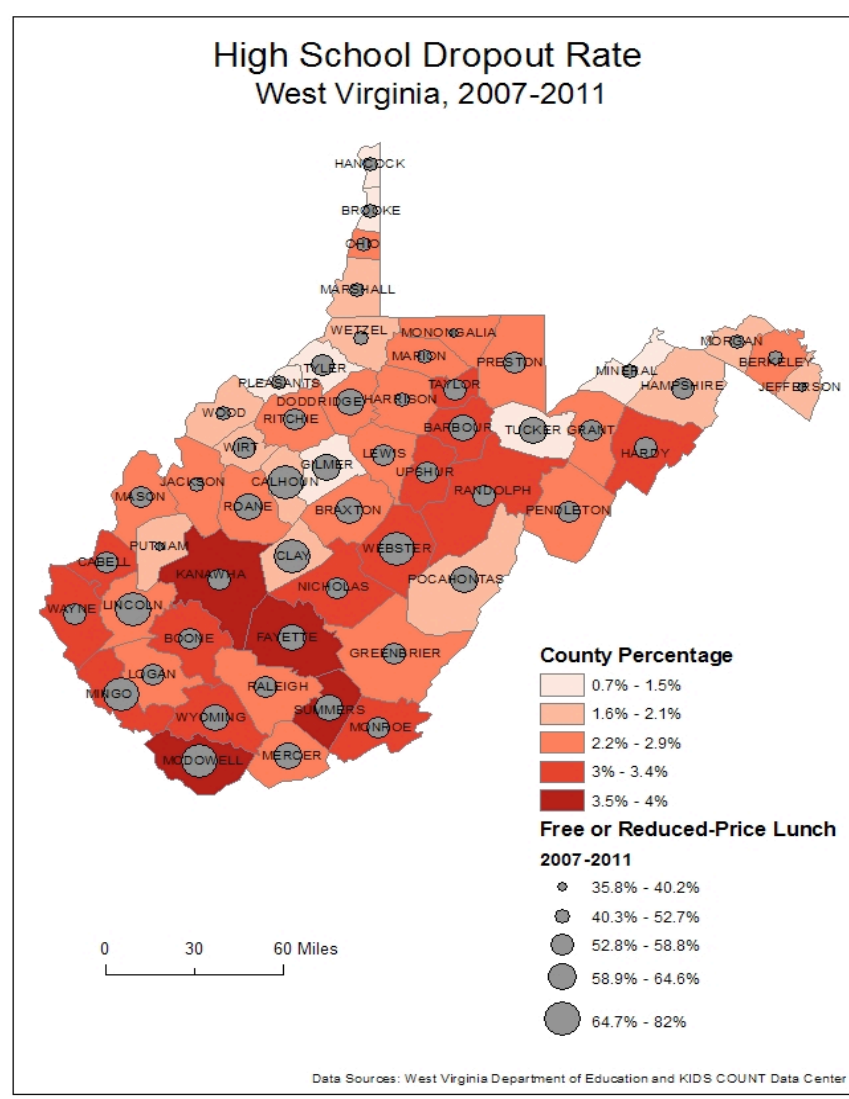 High School Dropout Rate
West Virginia, 2007-2011
HANCOCK
BROOKE
OHIO
MARSHALL
WETZEL
MONONGALIA
MORGAN
MARION
PRESTON
BERKELEY
TYLER
MINERAL
PLEASANTS
TAYLOR
HAMPSHIRE
JEFFERSON
DODDRIDGE
HARRISON
WOOD
RITCHIE
BARBOUR
TUCKER
GRANT
WIRT
LEWIS
HARDY
GILMER
UPSHUR
JACKSON
CALHOUN
RANDOLPH
MASON
ROANE
BRAXTON
PENDLETON
PUTNAM
WEBSTER
CLAY
CABELL
KANAWHA
POCAHONTAS
NICHOLAS
WAYNE
LINCOLN
BOONE
FAYETTE
GREENBRIER
LOGAN
RALEIGH
MINGO
SUMMERS
WYOMING
MONROE
MERCER
MCDOWELL
County Percentage
0.7% - 1.5%
1.6% - 2.1%
2.2% - 2.9%
3% - 3.4%
3.5% - 4%
Free or Reduced-Price Lunch
2007-2011
35.8% - 40.2%
40.3% - 52.7%
52.8% - 58.8%
58.9% - 64.6%
64.7% - 82%
0 30 60 Miles
Data Sources: West Virginia Department of Education and KIDS COUNT Data Center